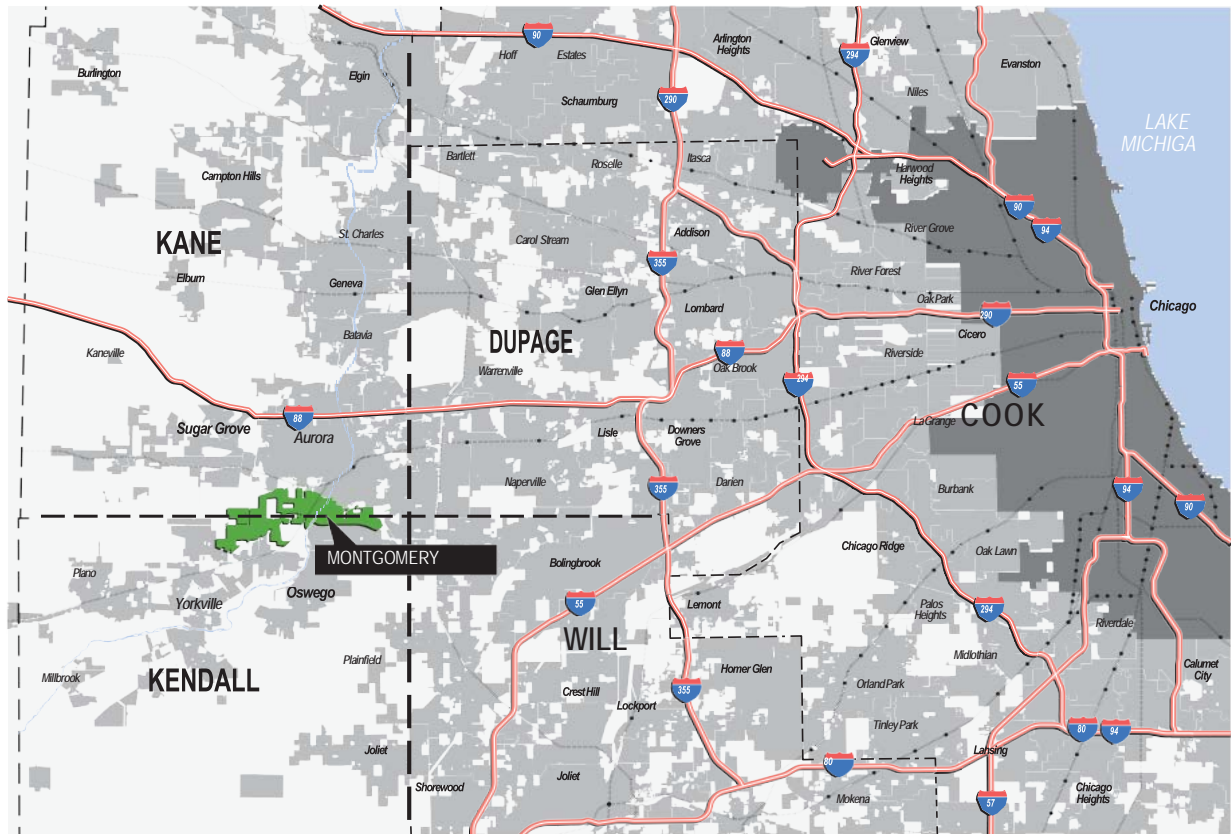 90
Hoff
Estates
Arlington
Heights
294
Glenview
Evanston
Burlington
Elgin
Schaumburg
290
Niles
LAKE
MICHIGA
Bartlett
Roselle
Itasca
Harwood
Heights
Campton Hills
90
94
St. Charles
KANE
Carol Stream
Addison
River Grove
355
River Forest
Elburn
Geneva
Glen Ellyn
Lombard
Oak Park
290
Cicero
Chicago
Batavia
DUPAGE
Kaneville
88
Riverside
Warrenville
Oak Brook
294
55
88
Sugar Grove
Aurora
Lisle
Downers
Grove
La Grange
COOK
Naperville
355
Darien
Burbank
94
90
MONTGOMERY
Bolingbrook
Chicago Ridge
Oak Lawn
Plano
Yorkville
Oswego
55
Lemont
Palos
Heights
294
Riverdale
WILL
Plainfield
Midlothian
Millbrook
KENDALL
Crest Hill
Homer Glen
355
Lockport
Orland Park
Calumet
City
Tinley Park
80
94
Joliet
Lansing
Shorewood
Joliet
80
Mokena
57
Chicago
Heights